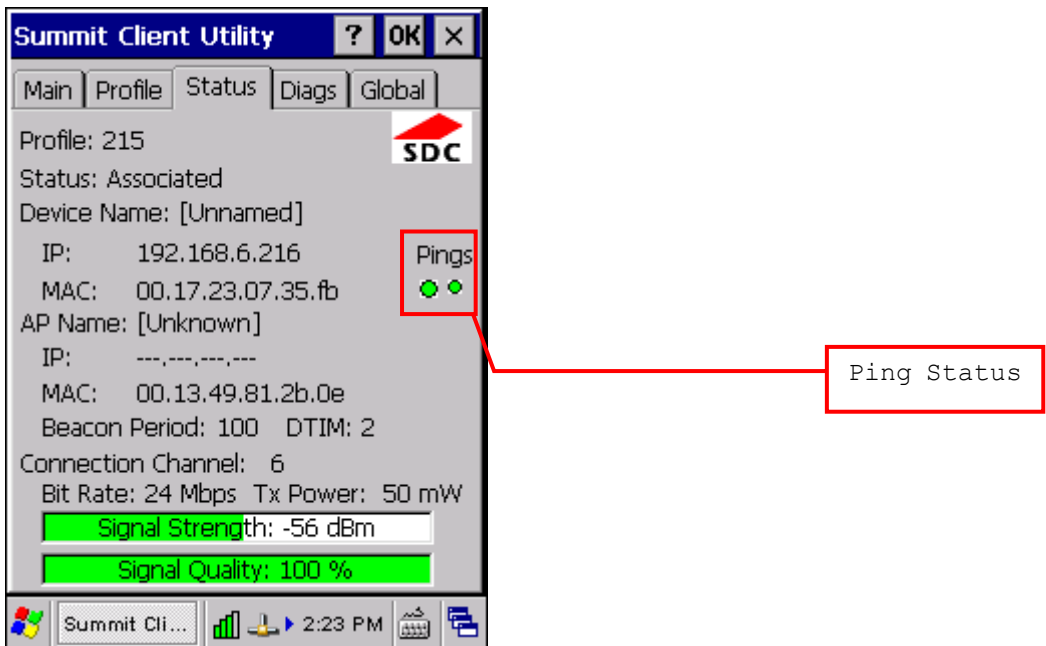 Summit Client Utility ? OK ×
Main Profile Status Diags Global
Profile: 215
SDC
Status: Associated
Device Name: [Unnamed]
IP: 192.168.6.216
Pings
MAC: 00.17.23.07.35.fb
AP Name: [Unknown]
IP: ---.---.---.---
MAC: 00.13.49.81.2b.0e
Beacon Period: 100 DTIM: 2
Connection Channel: 6
Bit Rate: 24 Mbps Tx Power: 50 mW
Signal Strength: -56 dBm
Signal Quality: 100 %
Summit Cli... 2:23 PM
Ping Status